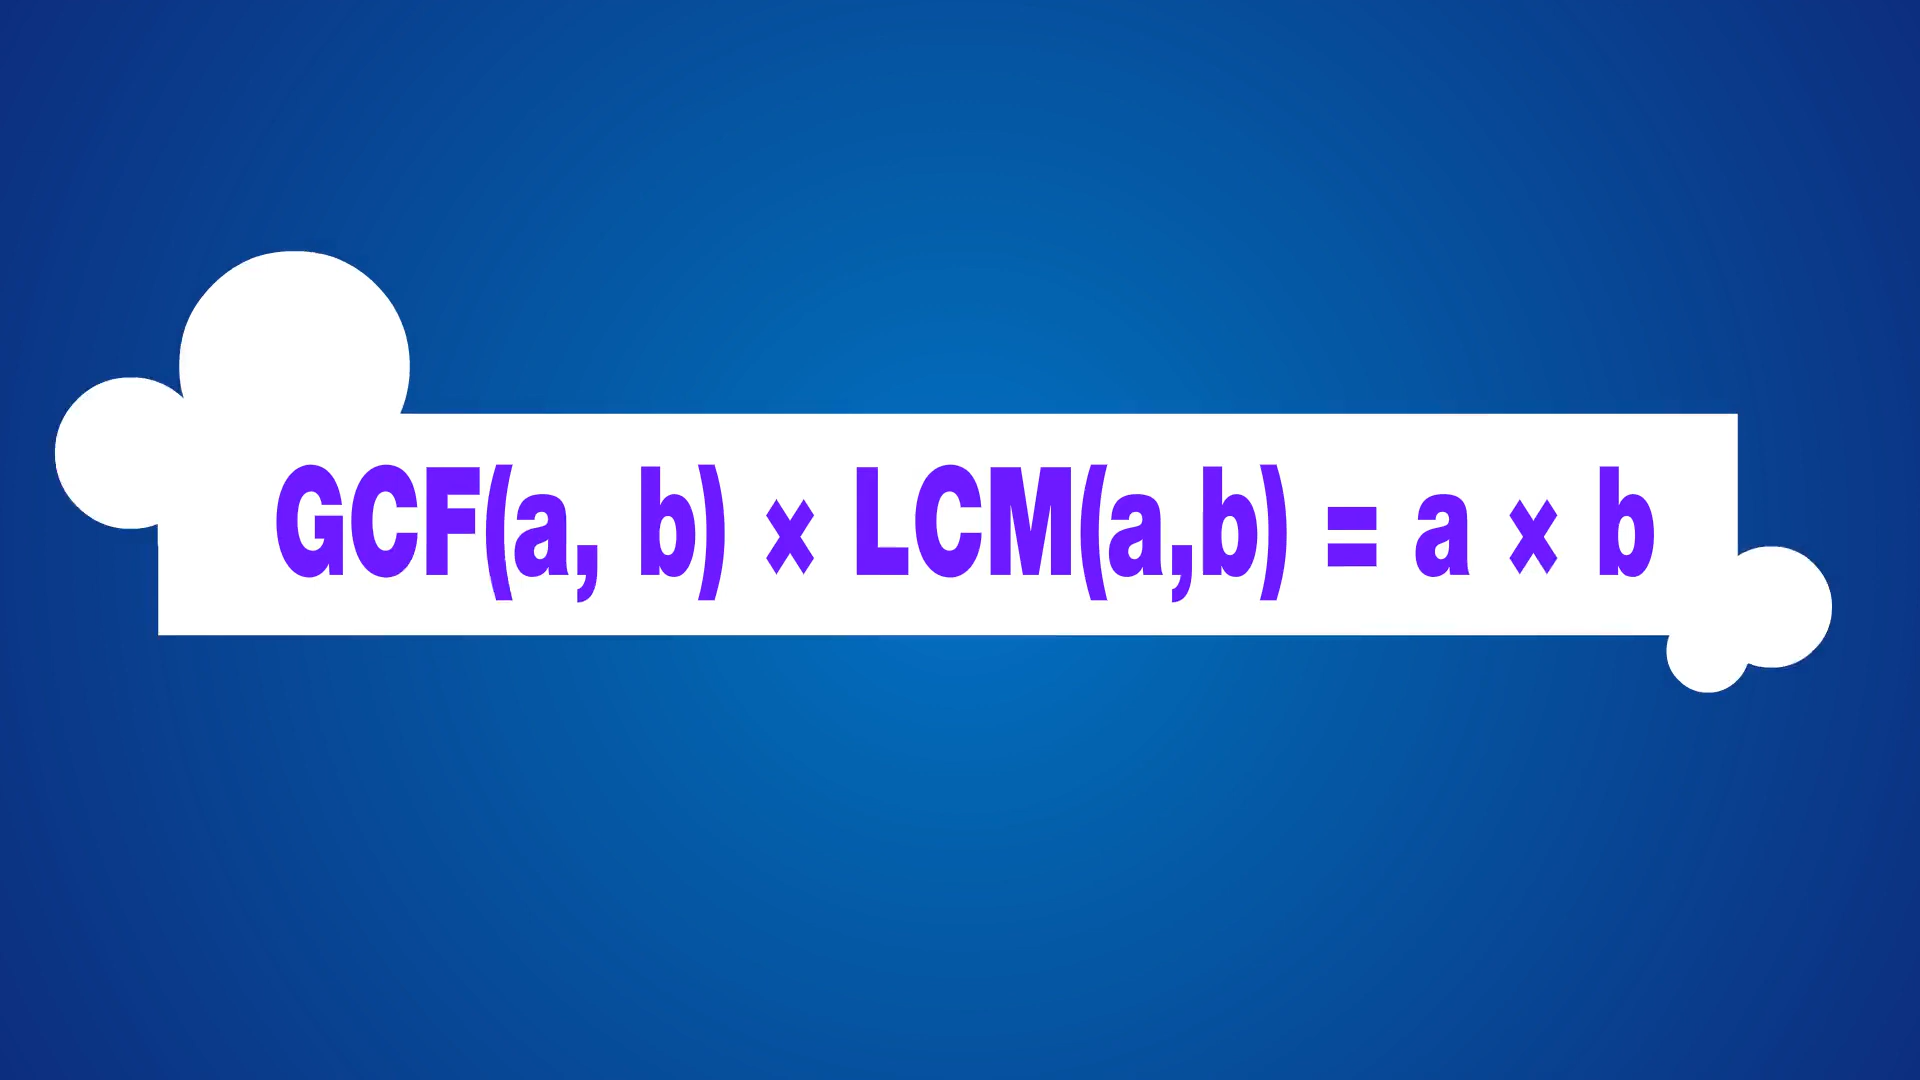 GCF(a, b) × LCM(a,b) = a × b